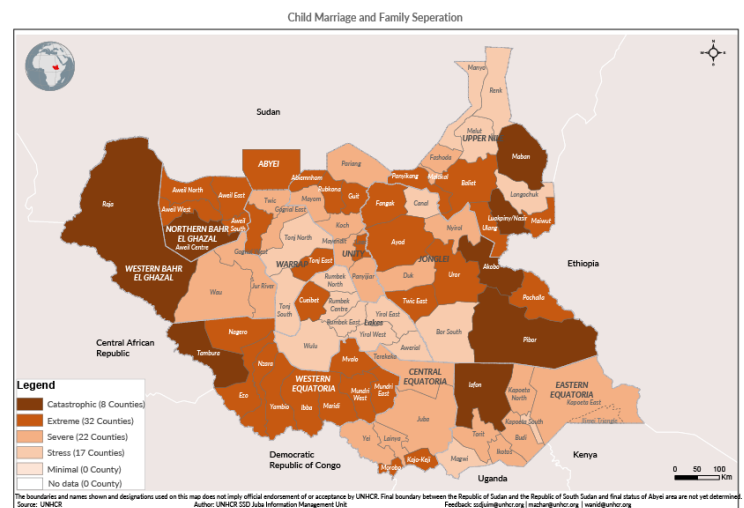 Child Marriage and Family Seperation
Manyo
Renk
Sudan
Melut
UPPER NILE
Maban
Fashoda
ABYEI
Pariang
Abiemnhom
Panyikang
Malakal
Baliet
Aweil North
Aweil East
Rubkona
Guit
Longochuk
Raja
Twic
Mayom
Fangak
Canal
Aweil West
Gogrial East
Luakpiny/Nasir
Maiwut
Aweil South
Koch
Nyirol
Ulang
NORTHERN BAHR EL GHAZAL
Aweil Centre
Tonj North
Mayendit
Ayod
UNITY
JONGLEI
Akobo
Ethiopia
WESTERN BAHR EL GHAZAL
WARRAP
Tonj East
Panyijiar
Duk
Uror
Wau
Jur River
Rumbek North
Cueibet
Rumbek Centre
Twic East
Pochalla
Tonj South
Yirol East
Rumbek East
Lakes
Nagero
Yirol West
Bor South
Pibor
Central African Republic
Tambura
Wulu
Awerial
Mvolo
Terekeka
Nzara
WESTERN EQUATORIA
CENTRAL EQUATORIA
Lafon
Kapoeta North
EASTERN EQUATORIA
Ezo
Yambio
Ibba
Maridi
Mundri West
Mundri East
Kapoeta East
Juba
Kapoeta South
Torit
Budi
Yei
Lainya
Ikotos
Magwi
Morobo
Kajo-Keji
Democratic Republic of Congo
Kenya
Uganda
Legend
Catastrophic (8 Counties)
Extreme (32 Counties)
Severe (22 Counties)
Stress (17 Counties)
Minimal (0 County)
No data (0 County)
0 50 100
Km
The boundaries and names shown and designations used on this map does not imply official endorsement of or acceptance by UNHCR. Final boundary between the Republic of Sudan and the Republic of South Sudan and final status of Abyei area are not yet determined.
Source: UNHCR Author: UNHCR SSD Juba Information Management Unit Feedback: ssdjuim@unhcr.org | mazhar@unhcr.org | wanid@unhcr.org